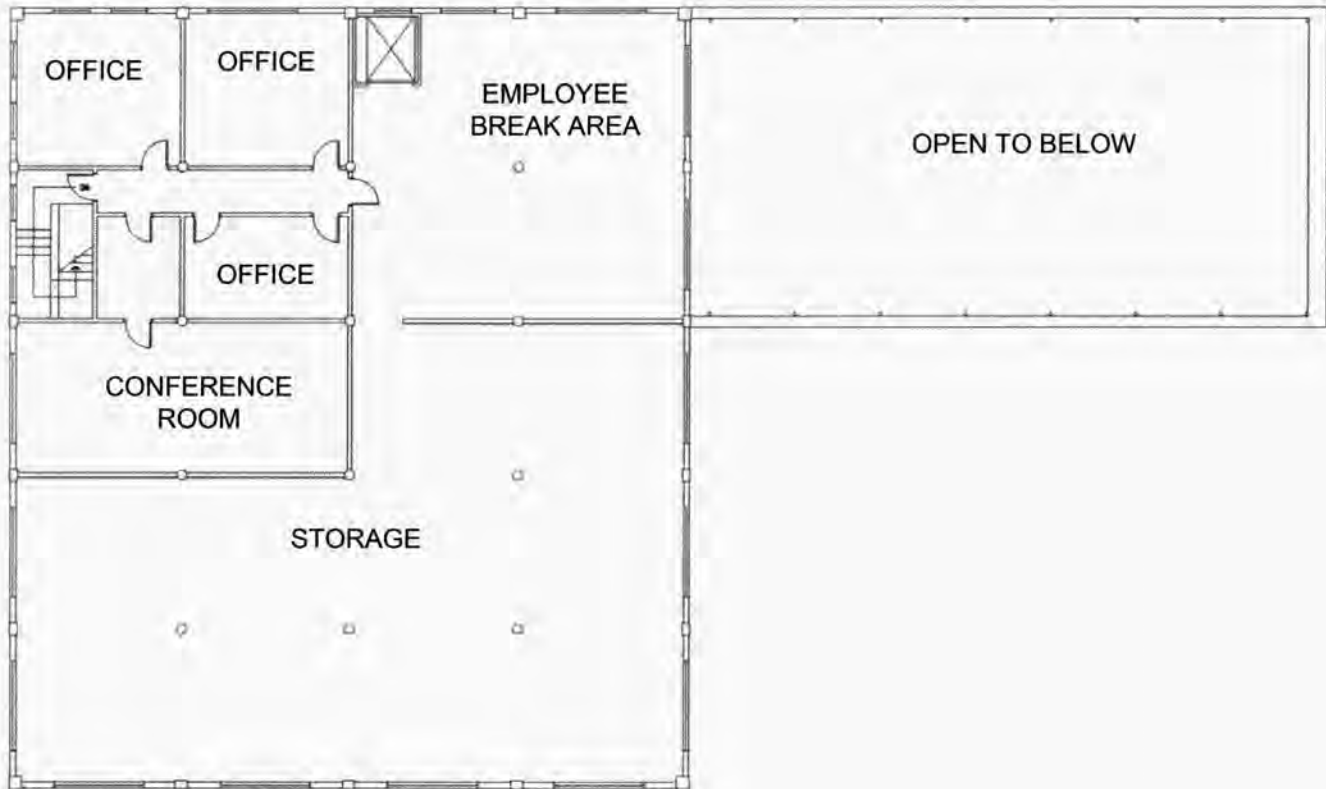 OFFICE
OFFICE
EMPLOYEE
BREAK AREA
OPEN TO BELOW
OFFICE
CONFERENCE
ROOM
STORAGE